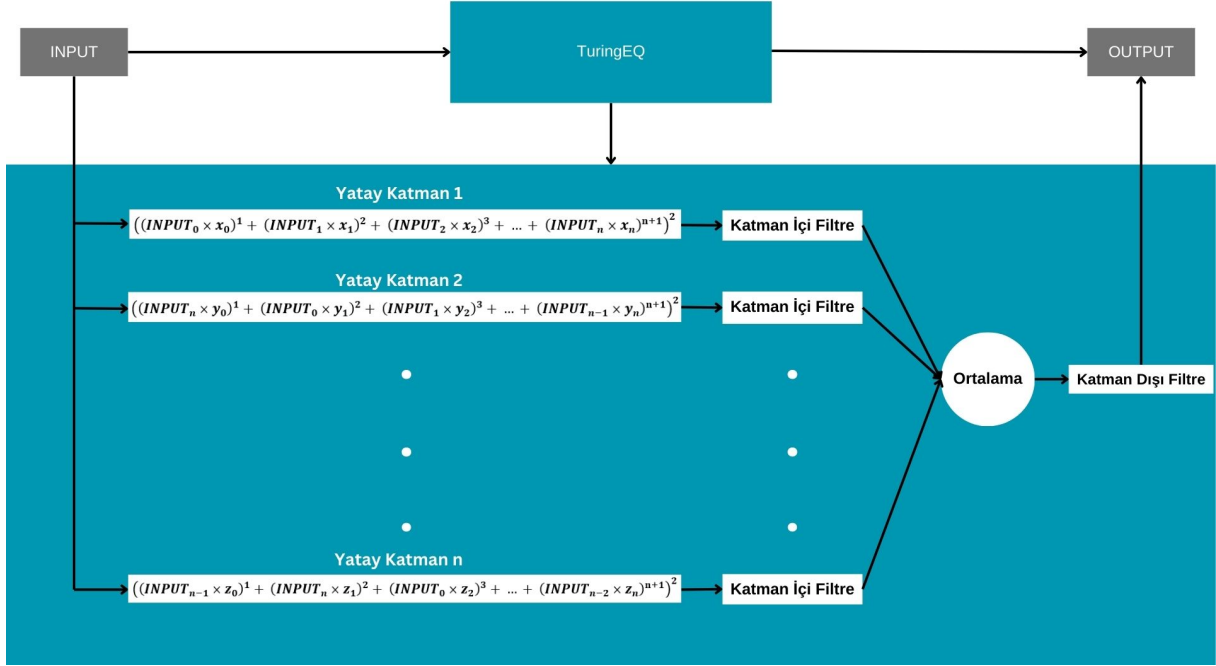 INPUT
TuringEQ
OUTPUT
Yatay Katman 1
((INPUT₀ × x₀)¹ + (INPUT₁ × x₁)² + (INPUT₂ × x₂)³ + ... + (INPUTₙ × xₙ)ⁿ⁺¹)²
Katman İçi Filtre
Yatay Katman 2
((INPUTₙ × y₀)¹ + (INPUT₀ × y₁)² + (INPUT₁ × y₂)³ + ... + (INPUTₙ₋₁ × yₙ)ⁿ⁺¹)²
Katman İçi Filtre
Ortalama
Katman Dışı Filtre
Yatay Katman n
((INPUTₙ₋₁ × z₀)¹ + (INPUTₙ × z₁)² + (INPUT₀ × z₂)³ + ... + (INPUTₙ₋₂ × zₙ)ⁿ⁺¹)²
Katman İçi Filtre